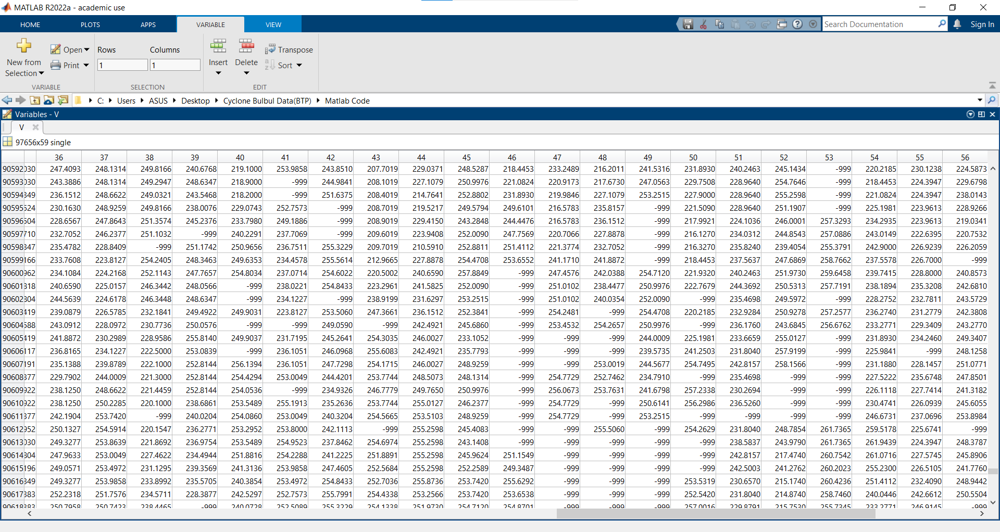 MATLAB R2022a - academic use
HOME PLOTS APPS VARIABLE VIEW Search Documentation Sign In
New from Selection Open Print Rows Columns Insert Delete Transpose Sort
1 1
VARIABLE SELECTION EDIT
C: Users ASUS Desktop Cyclone Bulbul Data(BTP) Matlab Code
Variables - V
V
97656x59 single
36 37 38 39 40 41 42 43 44 45 46 47 48 49 50 51 52 53 54 55 56
90592 030 247.4093 248.1314 249.8166 240.6768 219.1000 253.9858 243.8510 207.7019 229.0371 248.5287 218.4453 233.2489 216.2011 241.5316 231.8930 240.2463 245.1434 -999 220.2185 230.1238 224.5873
90593 030 243.3886 248.1314 249.2947 248.6347 218.9000 -999 244.9841 208.1019 227.1079 250.9976 221.0824 220.9173 217.6730 247.0563 229.7508 228.9640 254.7646 -999 218.4453 224.3947 229.6798
90594 349 236.1512 248.6622 249.0321 243.5468 218.2000 -999 251.6375 208.4019 214.7641 252.8802 231.8930 219.9846 227.1079 253.2515 227.9000 228.9640 255.2598 -999 221.0824 224.3947 238.0143
90595 524 230.1630 248.9259 249.8166 238.0076 229.0743 252.7573 -999 208.7019 219.5217 249.5794 249.6101 216.5783 235.8157 -999 221.5090 228.9640 251.1907 -999 225.1981 223.9613 228.9266
90596 504 228.6567 247.8643 251.3574 245.2376 233.7980 249.1886 -999 208.9019 229.4150 243.2848 244.4476 216.5783 236.1512 -999 217.9921 224.1036 246.0001 257.3293 234.2935 223.9613 219.0341
90597 710 232.7052 246.2377 251.1032 -999 240.2291 237.7069 -999 209.6019 223.9408 252.0090 247.7569 220.7066 227.8878 -999 216.1270 234.0312 244.8543 257.0886 243.0149 222.6395 220.7532
90598 347 235.4782 228.8409 -999 251.1742 250.9656 236.7511 255.3229 209.7019 210.5910 252.8811 251.4112 221.3774 232.7052 -999 216.3270 235.8240 239.4054 255.3791 242.9000 226.9239 226.2059
90599 166 233.7608 223.8127 254.2405 248.3463 249.6353 234.4578 255.5614 212.9665 227.8878 254.4708 253.6552 241.1710 241.8872 -999 218.4453 237.5637 247.6869 258.7662 237.5578 226.7000 -999
90600 962 234.1084 224.2168 252.1143 247.7657 254.8034 237.0714 254.6022 220.5002 240.6590 257.8849 -999 247.4576 242.0388 254.7120 221.9320 240.2463 251.9730 259.6458 239.7415 228.8000 240.8573
90601 318 240.6590 225.0157 246.3442 248.0566 -999 238.0221 254.8433 223.2961 241.5825 252.0090 -999 251.0102 238.4477 250.9976 222.7679 244.3692 250.5313 257.7191 238.1894 235.3208 242.6810
90602 304 244.5639 224.6178 246.3448 248.6347 -999 234.1227 -999 238.9199 231.6297 253.2515 -999 251.0102 240.0354 252.0090 -999 235.4698 249.5972 -999 228.2752 232.7811 243.5729
90603 419 239.0879 226.5785 232.1841 249.4922 249.9031 223.8127 253.5060 247.3661 236.1512 252.3841 -999 254.2481 -999 254.4708 220.2185 232.9284 250.9278 257.2577 236.2740 231.2779 242.3808
90604 588 243.0912 228.0972 230.7736 250.0576 -999 -999 249.0590 -999 242.4921 245.6860 -999 253.4532 254.2657 250.9976 -999 236.1760 243.6845 256.6762 233.2771 229.3409 243.2770
90605 419 241.8872 230.2989 228.9586 255.8140 249.9037 231.7195 245.2641 254.3035 246.0027 233.1052 -999 -999 -999 244.0009 225.1981 233.6659 255.0127 -999 231.8930 234.2460 249.3407
90606 117 236.8165 234.1227 222.5000 253.0839 -999 236.1051 246.0968 255.6083 242.4921 235.7793 -999 -999 -999 239.5735 241.2503 231.8040 257.9199 -999 225.9841 -999 248.1258
90607 191 235.1388 239.8789 222.1000 252.8144 256.1394 236.1051 247.7298 254.1715 246.0027 248.9259 -999 -999 253.0019 244.5677 254.7495 242.8157 258.1566 -999 231.1880 228.1457 251.0771
90608 377 229.7902 244.0009 221.3000 252.8144 254.4294 253.0049 244.4201 253.7744 248.5073 248.1314 -999 254.7729 252.7462 234.7910 -999 235.4698 -999 -999 227.5222 235.6748 247.8501
90609 922 238.1250 248.6622 221.4459 252.8144 254.0536 -999 234.9326 246.7779 249.7650 250.9976 -999 256.0673 253.7631 241.6798 257.2338 230.2694 -999 -999 226.1118 227.7414 241.3182
90610 922 238.1250 250.2285 220.1000 238.6861 253.5489 255.1913 235.2636 253.7744 255.0127 246.2377 -999 254.7729 -999 250.6141 256.2986 236.5260 -999 -999 230.4741 226.0939 245.6055
90611 377 242.1904 253.7420 -999 240.0204 254.0860 253.0049 240.3204 254.5665 253.5103 248.9259 -999 254.7729 -999 253.2515 -999 -999 -999 -999 246.6731 237.0696 253.8984
90612 952 250.1327 254.5914 220.1547 236.2771 253.2952 253.8000 242.1113 -999 255.2598 245.4083 -999 -999 255.5060 -999 254.2629 231.8040 248.7854 261.7365 259.5178 225.6741 -999
90613 030 249.3277 253.8639 221.8692 236.9754 253.5489 254.9523 237.8462 254.6974 255.2598 243.1408 -999 -999 -999 -999 -999 238.5837 243.9790 261.7365 261.9439 224.3947 248.3787
90614 304 247.9633 253.0049 227.4622 234.4944 251.8816 254.2288 241.2225 251.8891 255.2598 245.9624 251.1549 -999 -999 -999 -999 242.8157 217.4740 260.7542 261.0716 227.5745 245.8906
90615 196 249.0571 253.4972 231.1295 239.3569 241.3136 253.9858 247.4605 252.5684 255.2598 252.2589 249.3487 -999 -999 -999 -999 242.5003 241.2762 260.2023 255.2300 226.5105 241.7760
90616 349 249.3277 253.9858 233.8992 235.5705 240.3854 253.4972 254.8433 252.7036 255.8736 253.7420 255.6292 -999 -999 -999 253.5319 230.6570 215.1740 260.4236 251.4112 232.4090 248.9442
90617 383 252.2318 251.7576 234.5711 228.3877 242.5297 252.7573 255.7991 254.4338 253.2566 253.7420 253.6538 -999 -999 -999 252.5420 231.8040 214.8740 258.7460 240.0446 242.6612 250.5504
90618 383 250.7958 250.7423 238.4465 -999 240.0728 252.5089 255.3229 254.1338 251.9730 254.7120 254.8701 -999 -999 -999 257.0016 229.8791 215.7530 255.7345 233.2771 246.9145 -999